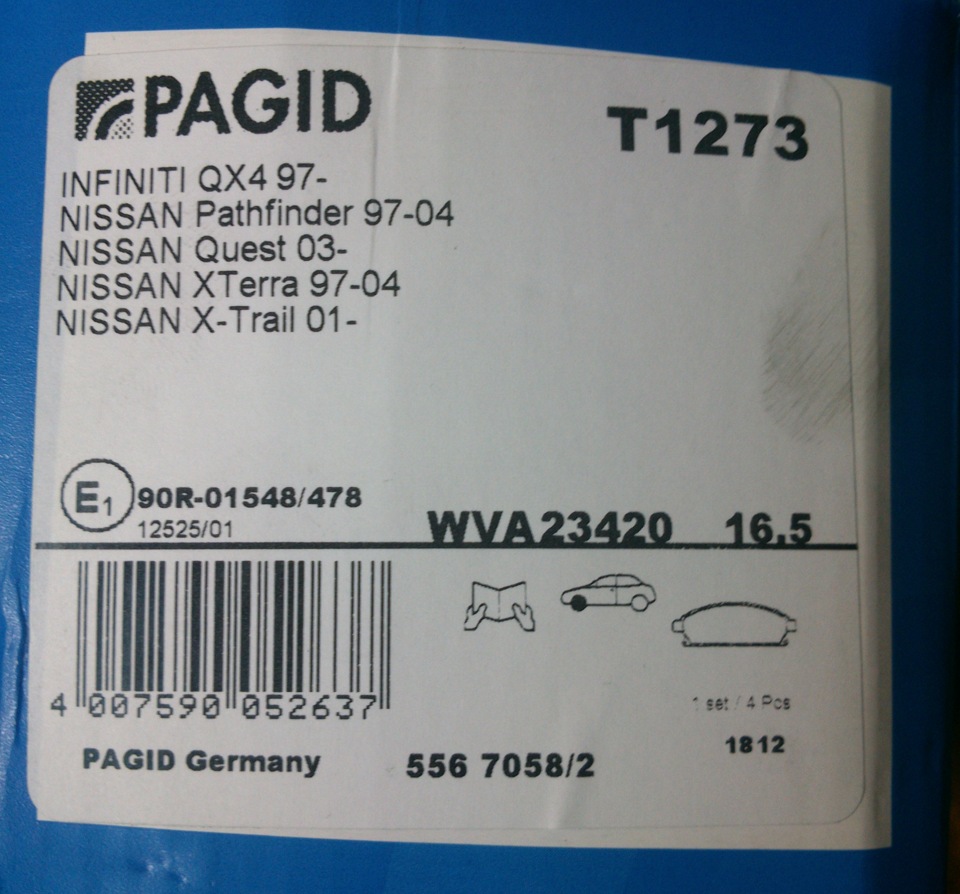 PAGID
T1273
INFINITI QX4 97-
NISSAN Pathfinder 97-04
NISSAN Quest 03-
NISSAN XTerra 97-04
NISSAN X-Trail 01-
E1 90R-01548/478
12525/01
WVA23420 16,5
4 007590 052637
1 set / 4 Pcs
1812
PAGID Germany
556 7058/2